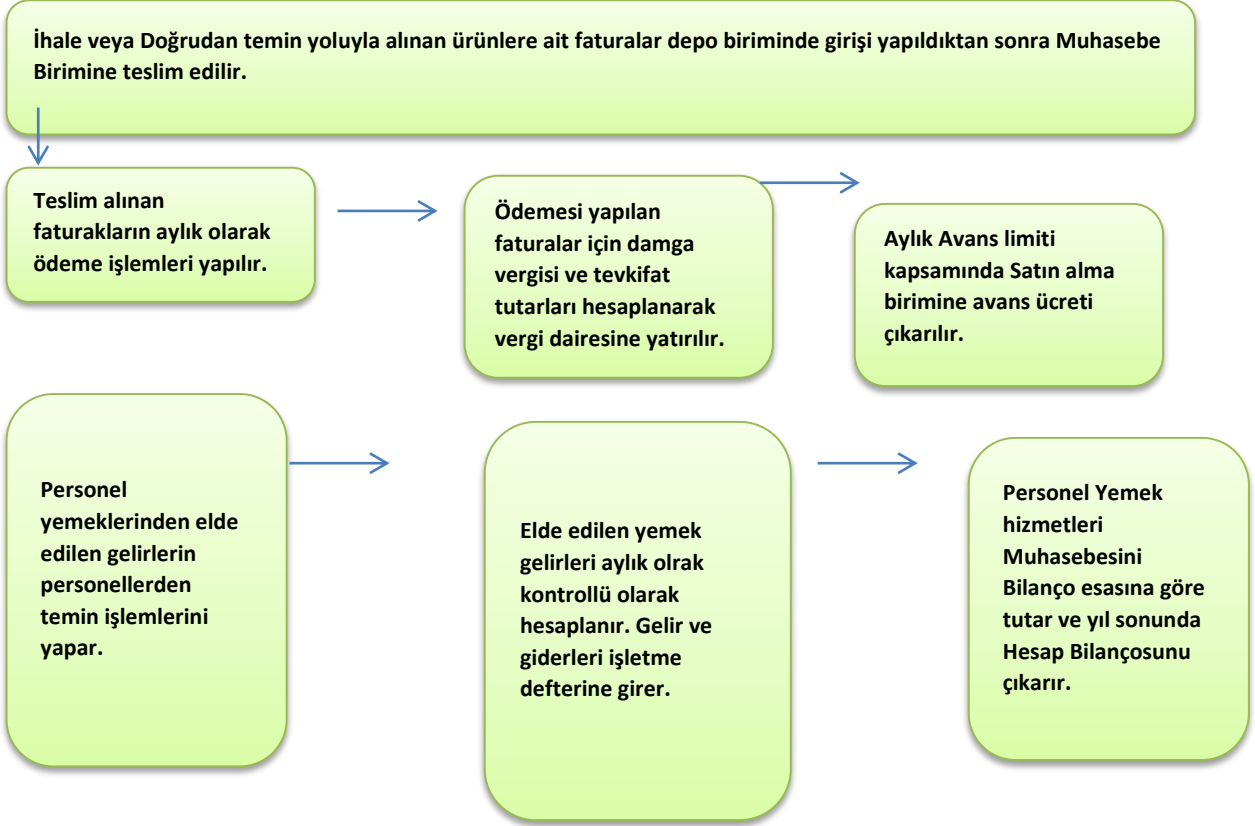 İhale veya Doğrudan temin yoluyla alınan ürünlere ait faturalar depo biriminde girişi yapıldıktan sonra Muhasebe
Birimine teslim edilir.
Teslim alınan
faturakların aylık olarak
ödeme işlemleri yapılır.
Ödemesi yapılan
faturalar için damga
vergisi ve tevkifat
tutarları hesaplanarak
vergi dairesine yatırılır.
Aylık Avans limiti
kapsamında Satın alma
birimine avans ücreti
çıkarılır.
Personel
yemeklerinden elde
edilen gelirlerin
personellerden
temin işlemlerini
yapar.
Elde edilen yemek
gelirleri aylık olrak
kontrollü olarak
hesaplanır. Gelir ve
giderleri işletme
defterine girer.
Personel Yemek
hizmetleri
Muhasebesini
Bilanço esasına göre
tutar ve yıl sonunda
Hesap Bilançosunu
çıkarır.